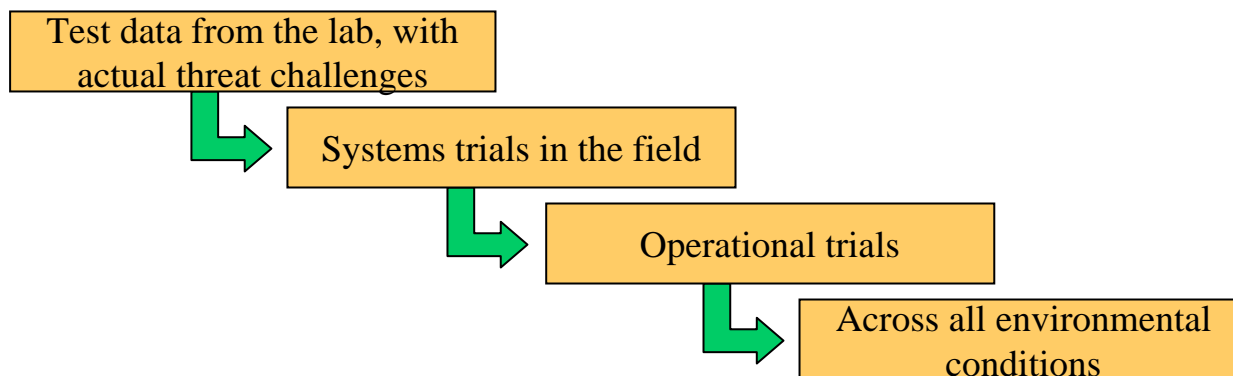 Test data from the lab, with
actual threat challenges
Systems trials in the field
Operational trials
Across all environmental
conditions